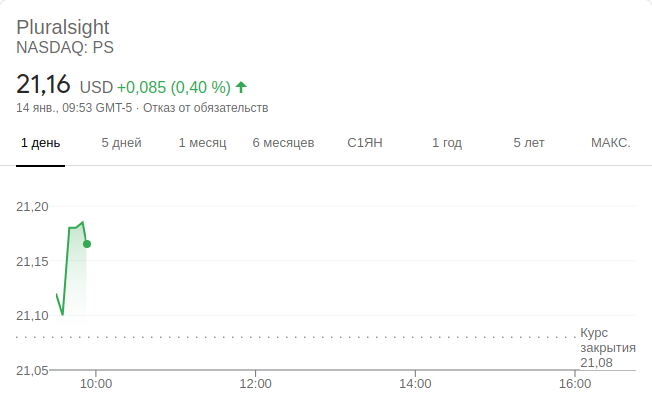 Pluralsight
NASDAQ: PS
21,16 USD +0,085 (0,40 %)
14 янв., 09:53 GMT-5 · Отказ от обязательств
1 день 5 дней 1 месяц 6 месяцев С1ЯН 1 год 5 лет МАКС.
21,20
21,15
21,10
Курс
закрытия
21,08
21,05
10:00 12:00 14:00 16:00